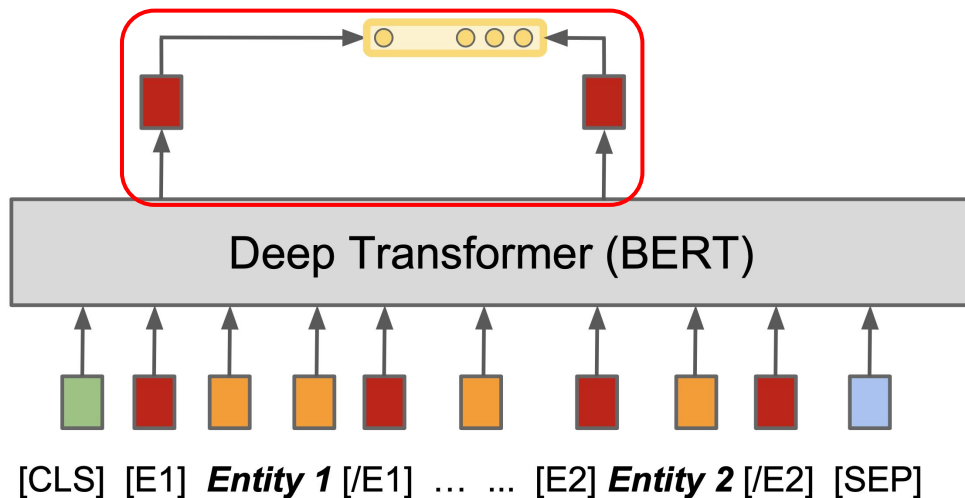 Deep Transformer (BERT)
[CLS] [E1] Entity 1 [/E1] … ... [E2] Entity 2 [/E2] [SEP]